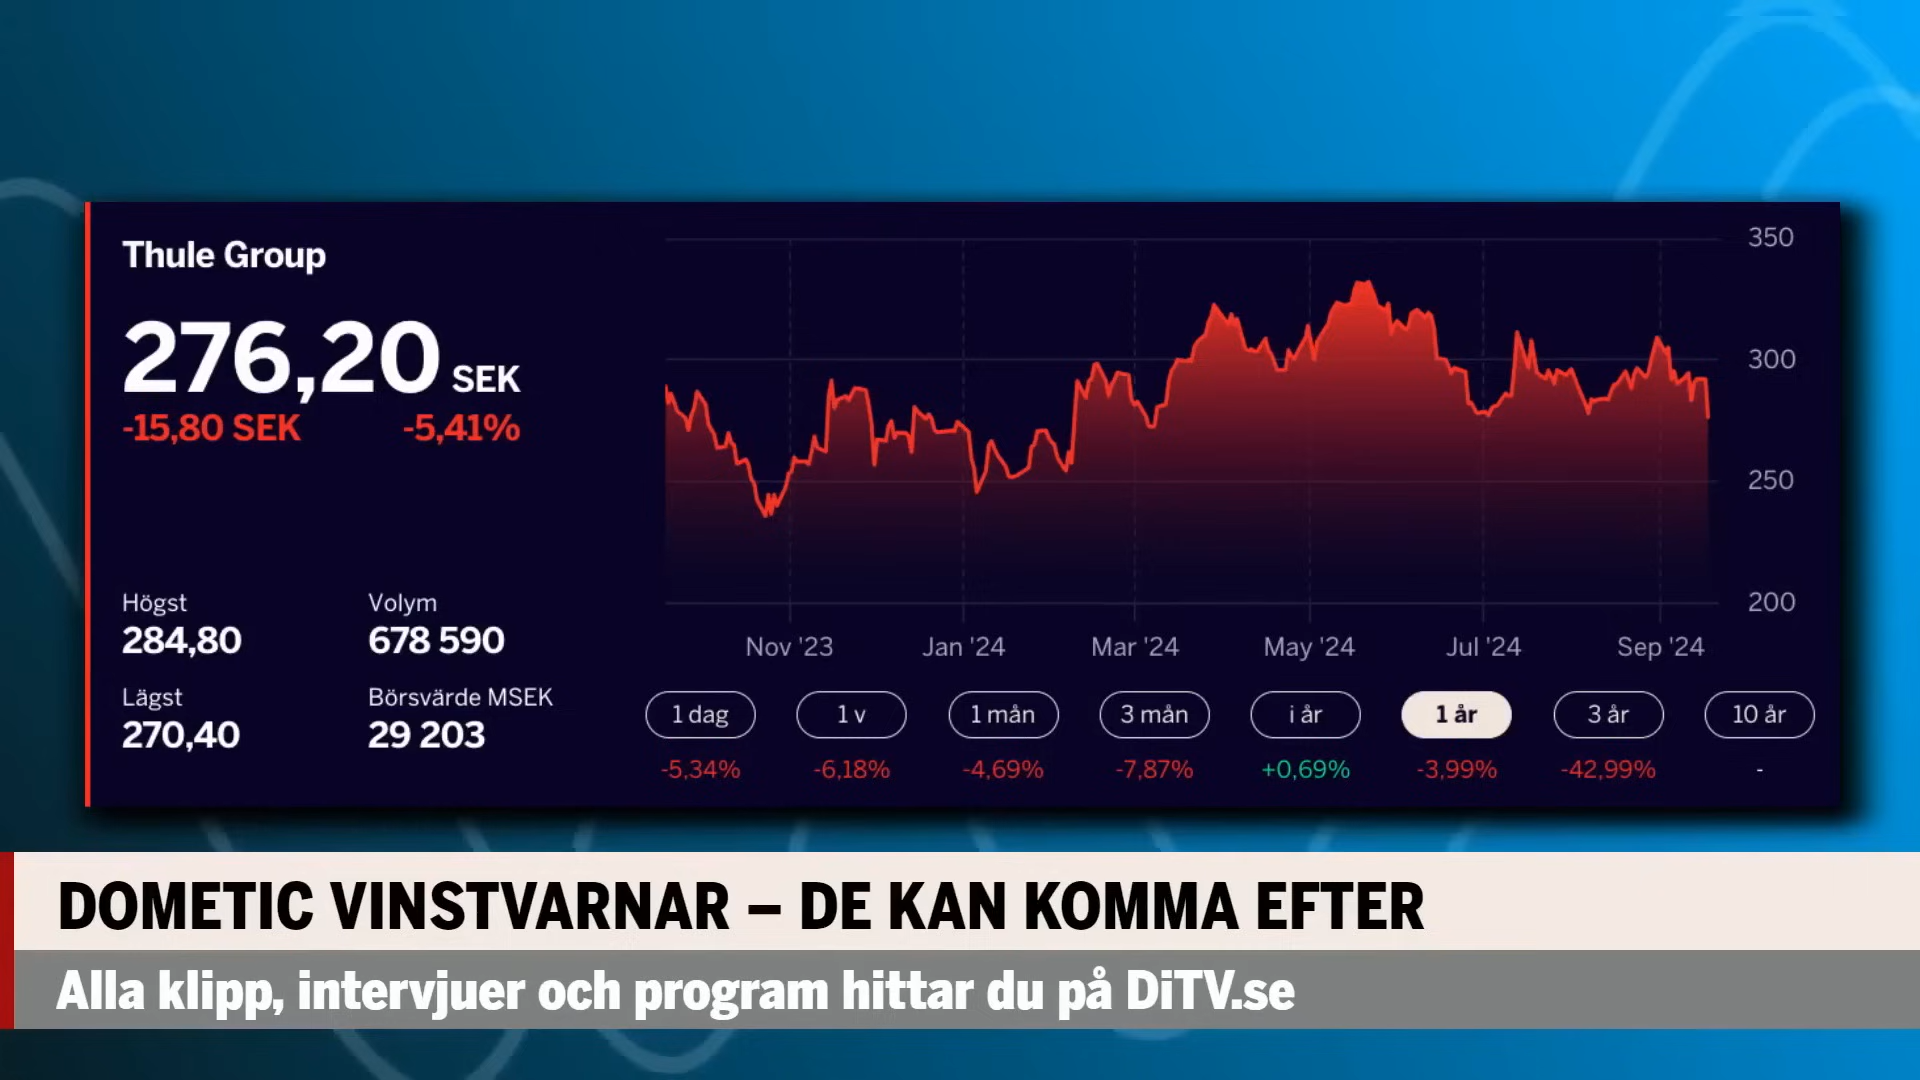 Thule Group
276,20 SEK
-15,80 SEK -5,41%
Högst Volym
284,80 678 590
Lägst Börsvärde MSEK
270,40 29 203
350
300
250
200
Nov '23 Jan '24 Mar '24 May '24 Jul '24 Sep '24
1 dag 1 v 1 mån 3 mån i år 1 år 3 år 10 år
-5,34% -6,18% -4,69% -7,87% +0,69% -3,99% -42,99% -
DOMETIC VINSTVARNAR – DE KAN KOMMA EFTER
Alla klipp, intervjuer och program hittar du på DiTV.se